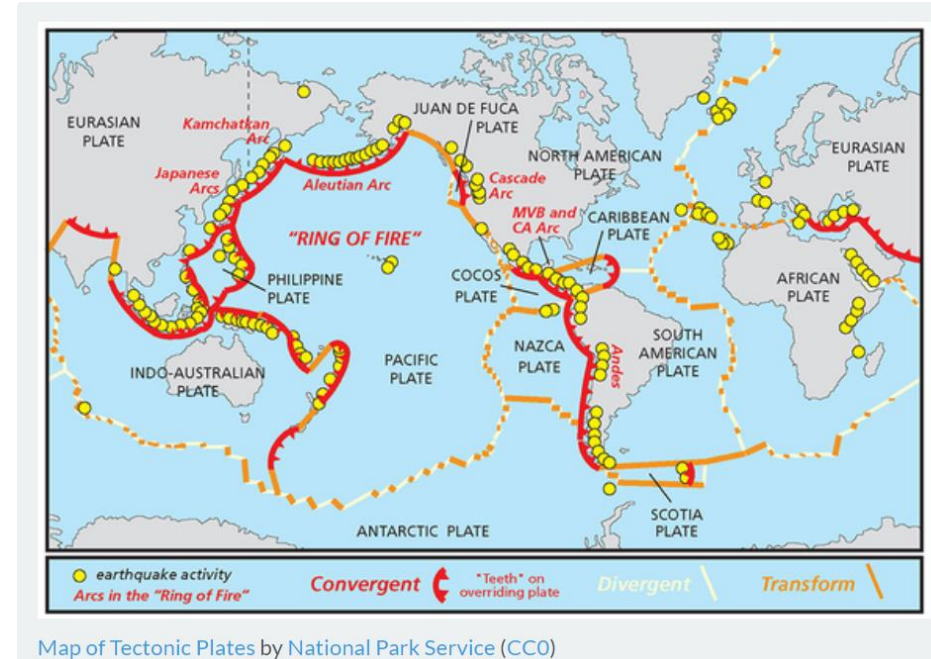 EURASIAN
PLATE
Kamchatkan
Arc
Japanese
Arcs
Aleutian Arc
JUAN DE FUCA
PLATE
NORTH AMERICAN
PLATE
Cascade
Arc
MVB and
CA Arc
CARIBBEAN
PLATE
EURASIAN
PLATE
"RING OF FIRE"
PHILIPPINE
PLATE
COCOS
PLATE
AFRICAN
PLATE
INDO-AUSTRALIAN
PLATE
PACIFIC
PLATE
NAZCA
PLATE
Andes
SOUTH
AMERICAN
PLATE
SCOTIA
PLATE
ANTARCTIC PLATE
earthquake activity
Arcs in the "Ring of Fire"
Convergent
"Teeth" on
overriding plate
Divergent
Transform
Map of Tectonic Plates by National Park Service (CC0)